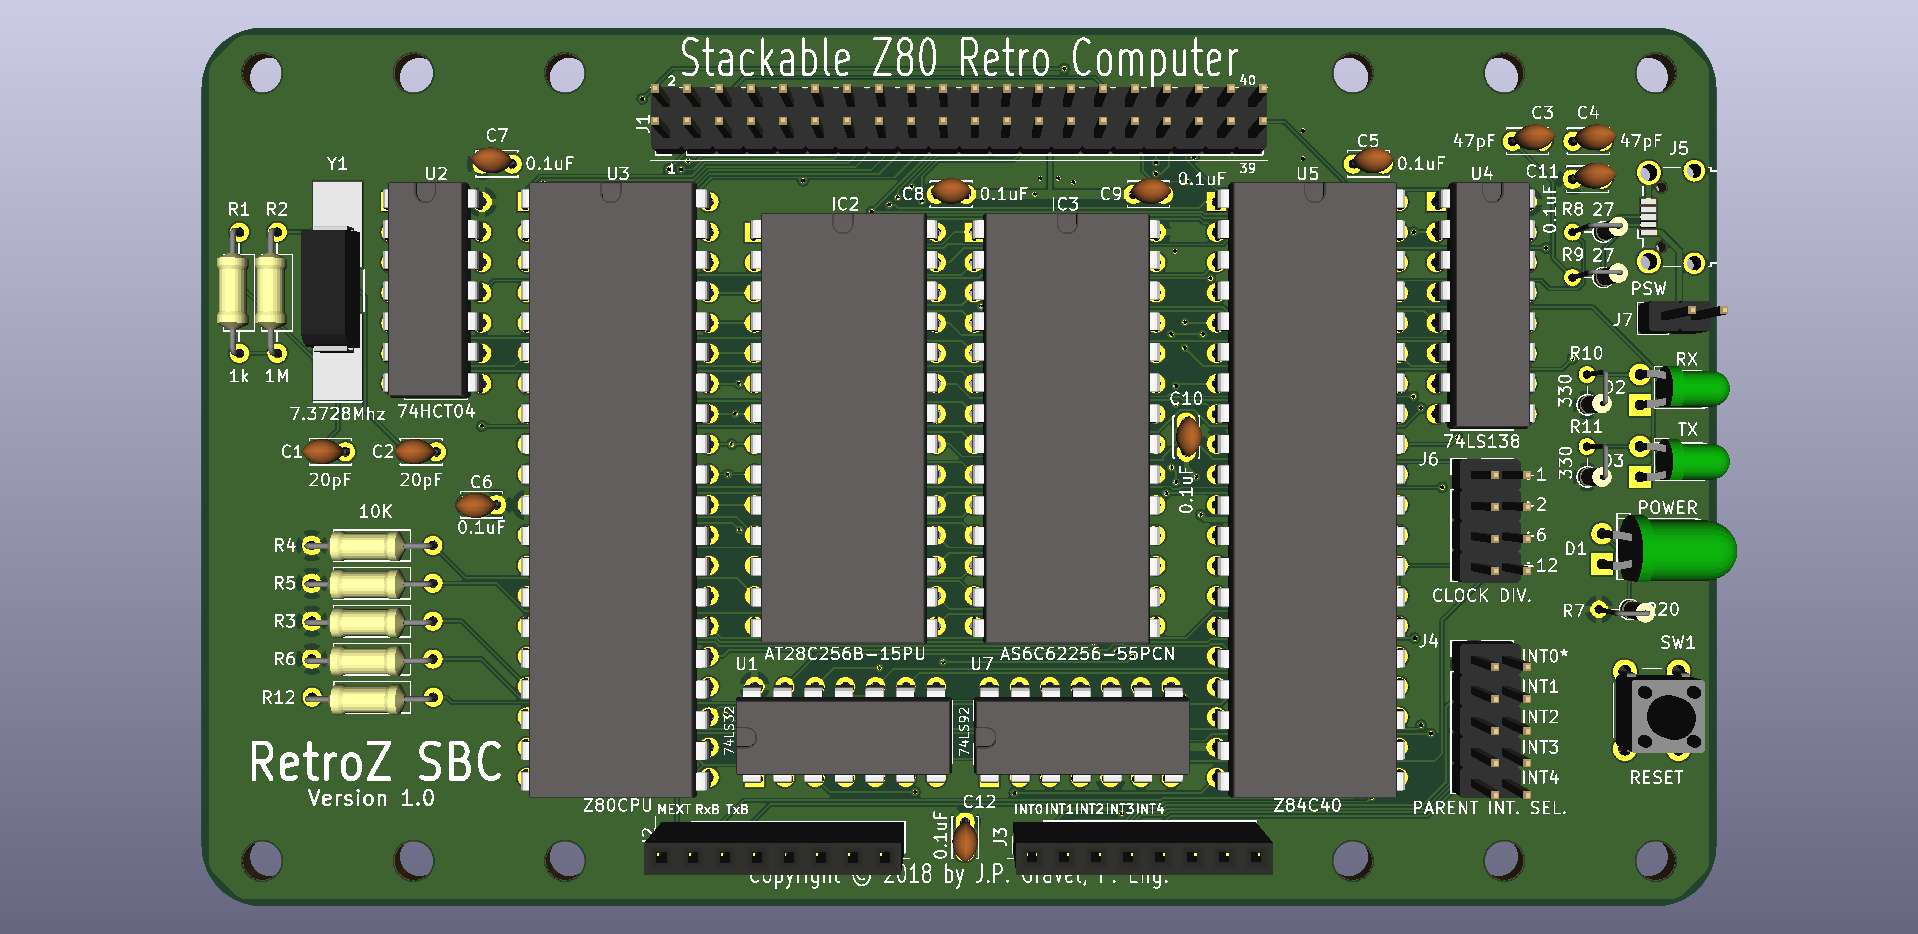 Stackable Z80 Retro Computer
2
40
J1
1
39
C7
0.1uF
C5
0.1uF
C3
47pF
C4
47pF
J5
C11
0.1uF
Y1
U2
U3
C8
0.1uF
C9
0.1uF
U5
U4
R1
R2
IC2
IC3
R8
27
R9
27
PSW
J7
1k
1M
7.3728Mhz
74HCT04
C10
0.1uF
R10
330
RX
R11
330
TX
74LS138
C1
20pF
C2
20pF
C6
0.1uF
J6
1
2
6
12
CLOCK DIV.
POWER
D1
R7
10K
R4
R5
R3
R6
R12
AT28C256B-15PU
AS6C62256-55PCN
U1
74LS32
U7
74LS92
J4
INT0*
INT1
INT2
INT3
INT4
PARENT INT. SEL.
SW1
RESET
RetroZ SBC
Version 1.0
Z80CPU
MEXT RxB TxB
C12
0.1uF
J3
INT0 INT1 INT2 INT3 INT4
Z84C40
Copyright © 2018 by J.P. Gravel, P. Eng.